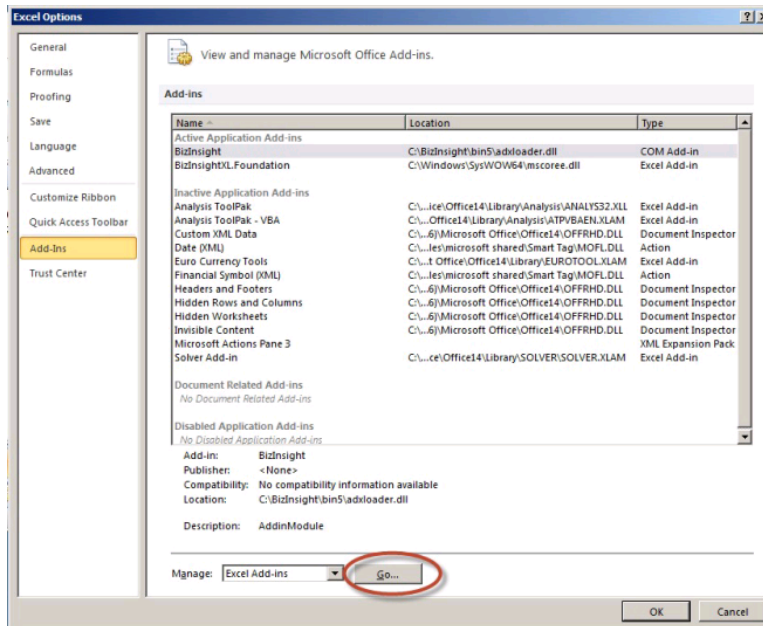 Excel Options
General
Formulas
Proofing
Save
Language
Advanced
Customize Ribbon
Quick Access Toolbar
Add-Ins
Trust Center
View and manage Microsoft Office Add-ins.
Add-ins
Name Location Type
Active Application Add-ins
BizInsight C:\BizInsight\bin5\adxloader.dll COM Add-in
BizInsightXL.Foundation C:\Windows\SysWOW64\mscoree.dll Excel Add-in
Inactive Application Add-ins
Analysis ToolPak C:\...ice\Office14\Library\Analysis\ANALYS32.XLL Excel Add-in
Analysis ToolPak - VBA C:\...Office14\Library\Analysis\ATPVBAEN.XLAM Excel Add-in
Custom XML Data C:\...6)\Microsoft Office\Office14\OFFRHD.DLL Document Inspector
Date (XML) C:\...les\microsoft shared\Smart Tag\MOFL.DLL Action
Euro Currency Tools C:\...t Office\Office14\Library\EUROTOOL.XLAM Excel Add-in
Financial Symbol (XML) C:\...les\microsoft shared\Smart Tag\MOFL.DLL Action
Headers and Footers C:\...6)\Microsoft Office\Office14\OFFRHD.DLL Document Inspector
Hidden Rows and Columns C:\...6)\Microsoft Office\Office14\OFFRHD.DLL Document Inspector
Hidden Worksheets C:\...6)\Microsoft Office\Office14\OFFRHD.DLL Document Inspector
Invisible Content C:\...6)\Microsoft Office\Office14\OFFRHD.DLL Document Inspector
Microsoft Actions Pane 3 XML Expansion Pack
Solver Add-in C:\...ce\Office14\Library\SOLVER\SOLVER.XLAM Excel Add-in
Document Related Add-ins
No Document Related Add-ins
Disabled Application Add-ins
No Disabled Application Add-ins
Add-in: BizInsight
Publisher: <None>
Compatibility: No compatibility information available
Location: C:\BizInsight\bin5\adxloader.dll
Description: AddinModule
Manage: Excel Add-ins Go...
OK Cancel